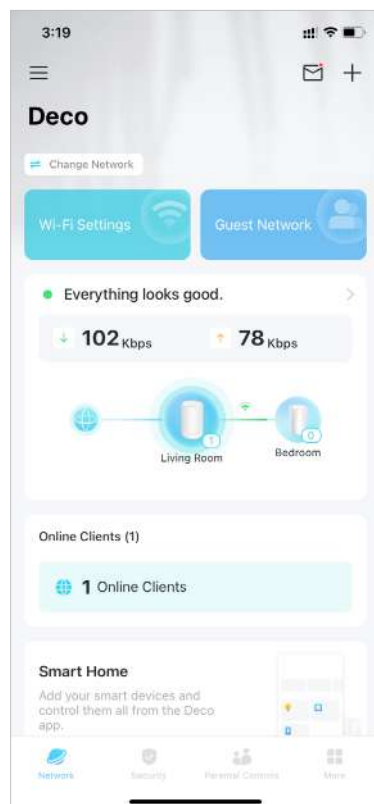 3:19
Deco
Change Network
Wi-Fi Settings
Guest Network
Everything looks good.
102 Kbps
78 Kbps
1
0
Living Room
Bedroom
Online Clients (1)
1 Online Clients
Smart Home
Add your smart devices and
control them all from the Deco
app.
Network
Security
Parental Controls
More